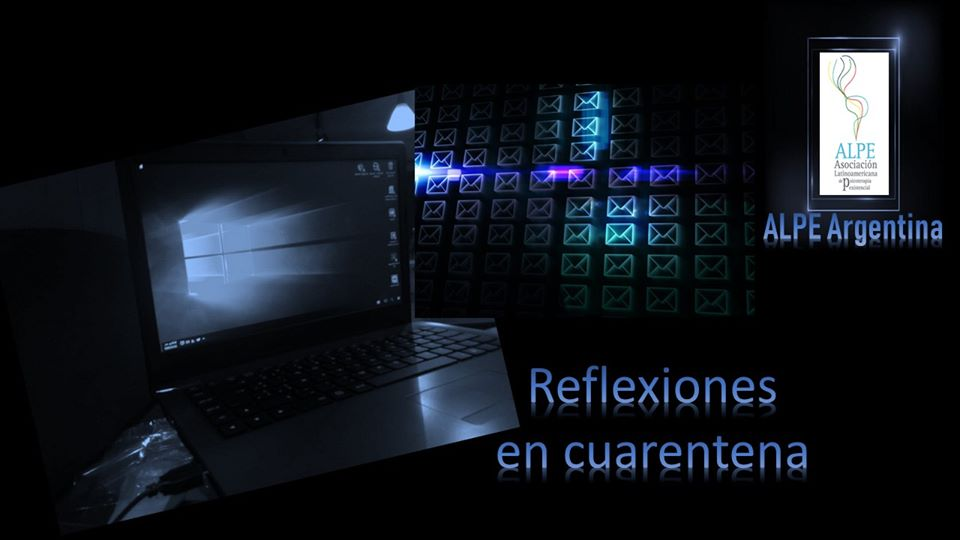 ALPE
Asociación
Latinoamericana
de Psicoterapia
Existencial
ALPE Argentina
Reflexiones
en cuarentena